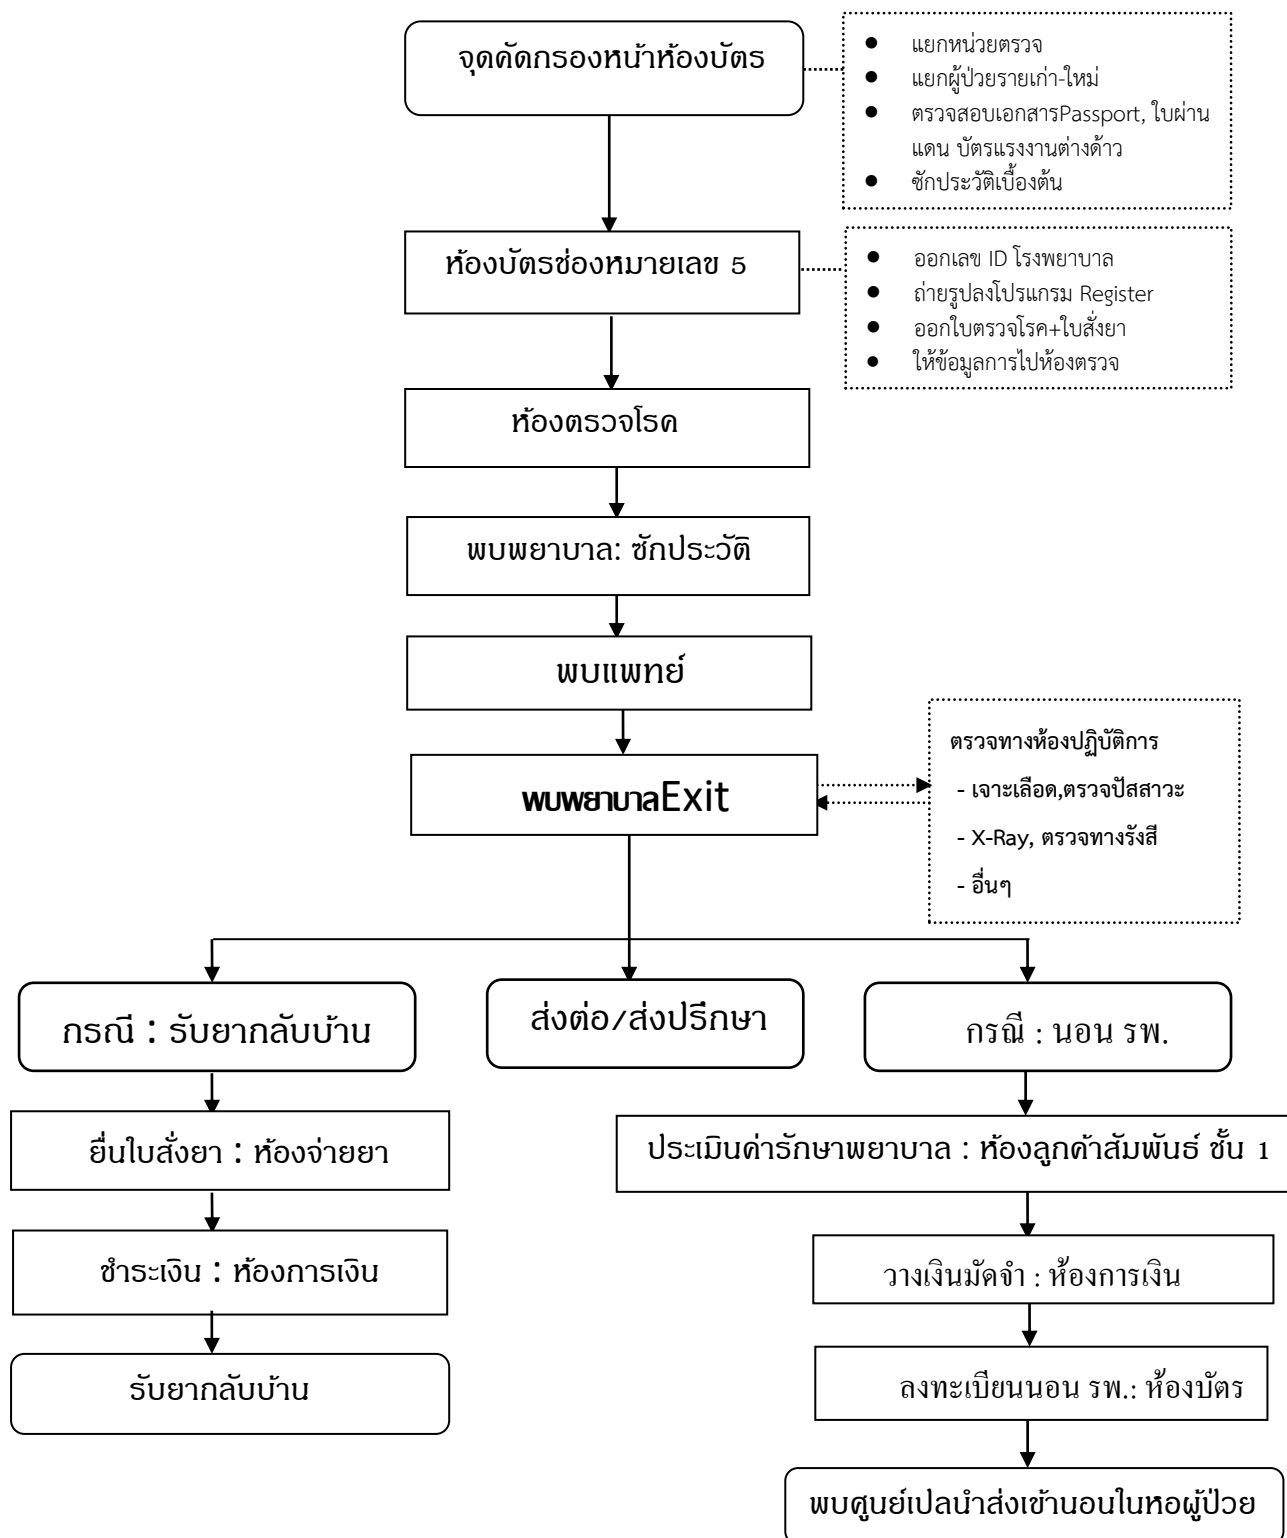 จุดคัดกรองหน้าห้องบัตร
● แยกหน่วยตรวจ
● แยกผู้ป่วยรายเก่า-ใหม่
● ตรวจสอบเอกสารPassport, ใบผ่าน
แดน บัตรแรงงานต่างด้าว
● ซักประวัติเบื้องต้น
ห้องบัตรช่องหมายเลข 5
● ออกเลข ID โรงพยาบาล
● ถ่ายรูปลงโปรแกรม Register
● ออกใบตรวจโรค+ใบสั่งยา
● ให้ข้อมูลการไปห้องตรวจ
ห้องตรวจโรค
พบพยาบาล: ซักประวัติ
พบแพทย์
พบพยาบาลExit
ตรวจทางห้องปฏิบัติการ
- เจาะเลือด,ตรวจปัสสาวะ
- X-Ray, ตรวจทางรังสี
- อื่นๆ
กรณี : รับยากลับบ้าน
ส่งต่อ/ส่งปรึกษา
กรณี : นอน รพ.
ยื่นใบสั่งยา : ห้องจ่ายยา
ประเมินค่ารักษาพยาบาล : ห้องลูกค้าสัมพันธ์ ชั้น 1
ชำระเงิน : ห้องการเงิน
วางเงินมัดจำ : ห้องการเงิน
รับยากลับบ้าน
ลงทะเบียนนอน รพ.: ห้องบัตร
พบศูนย์เปลนำส่งเข้านอนในหอผู้ป่วย